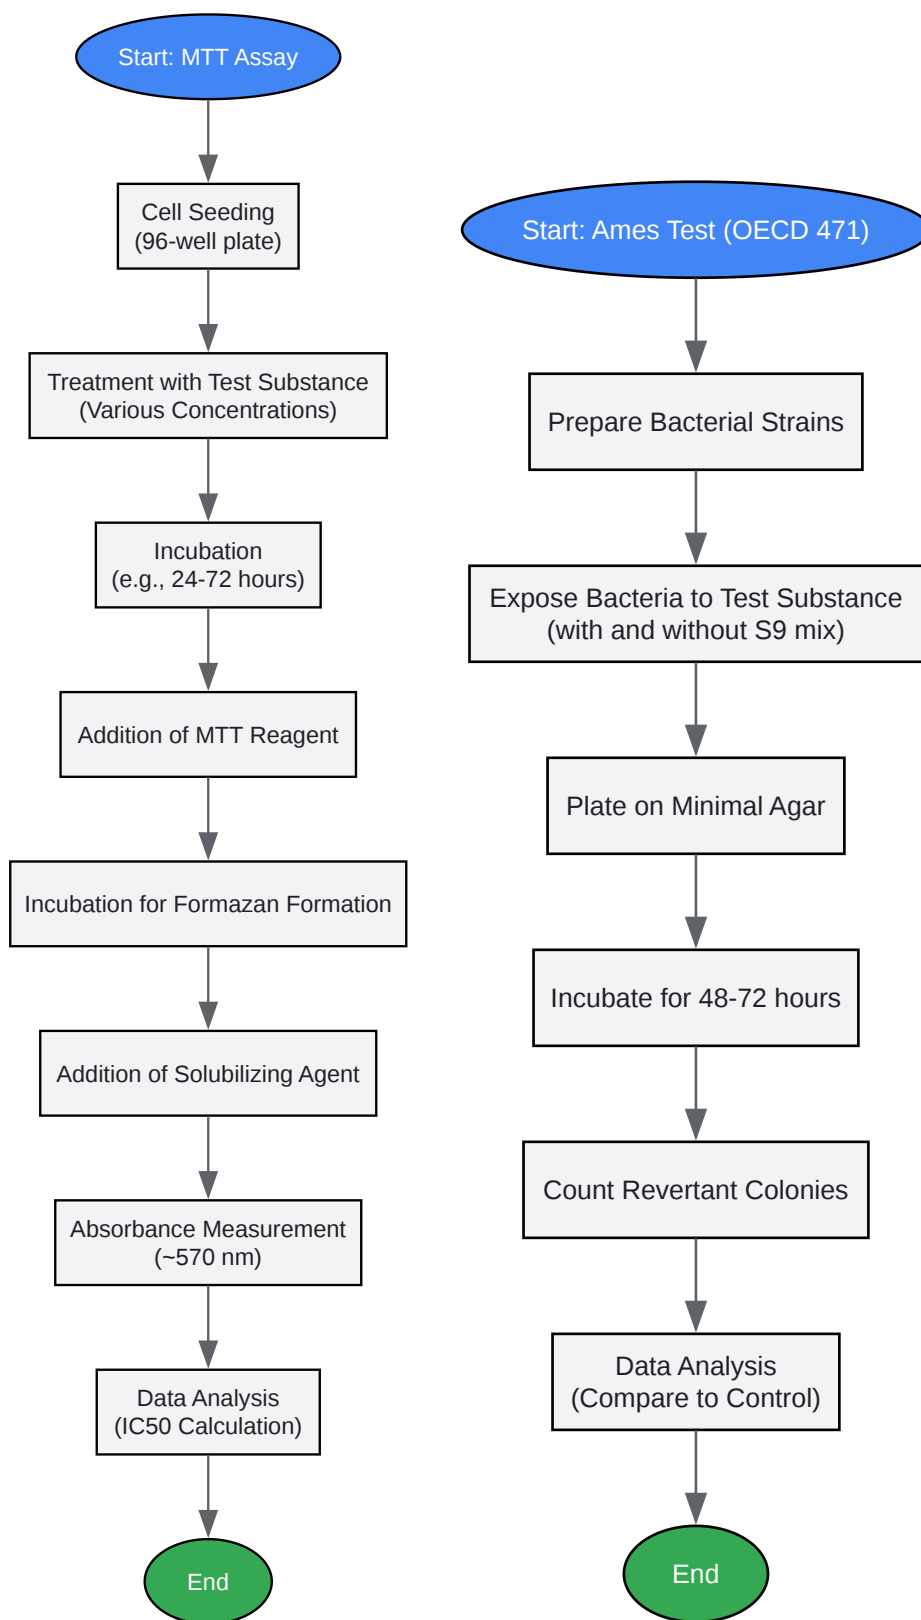 Start: MTT Assay
Cell Seeding
(96-well plate)
Treatment with Test Substance
(Various Concentrations)
Incubation
(e.g., 24-72 hours)
Addition of MTT Reagent
Incubation for Formazan Formation
Addition of Solubilizing Agent
Absorbance Measurement
(~570 nm)
Data Analysis
(IC50 Calculation)
End
Start: Ames Test (OECD 471)
Prepare Bacterial Strains
Expose Bacteria to Test Substance
(with and without S9 mix)
Plate on Minimal Agar
Incubate for 48-72 hours
Count Revertant Colonies
Data Analysis
(Compare to Control)
End